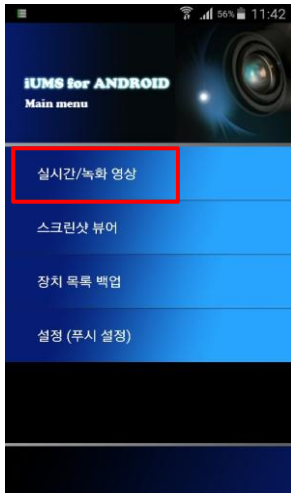 56% 11:42
iUMS for ANDROID
Main menu
실시간/녹화 영상
스크린샷 뷰어
장치 목록 백업
설정 (푸시 설정)